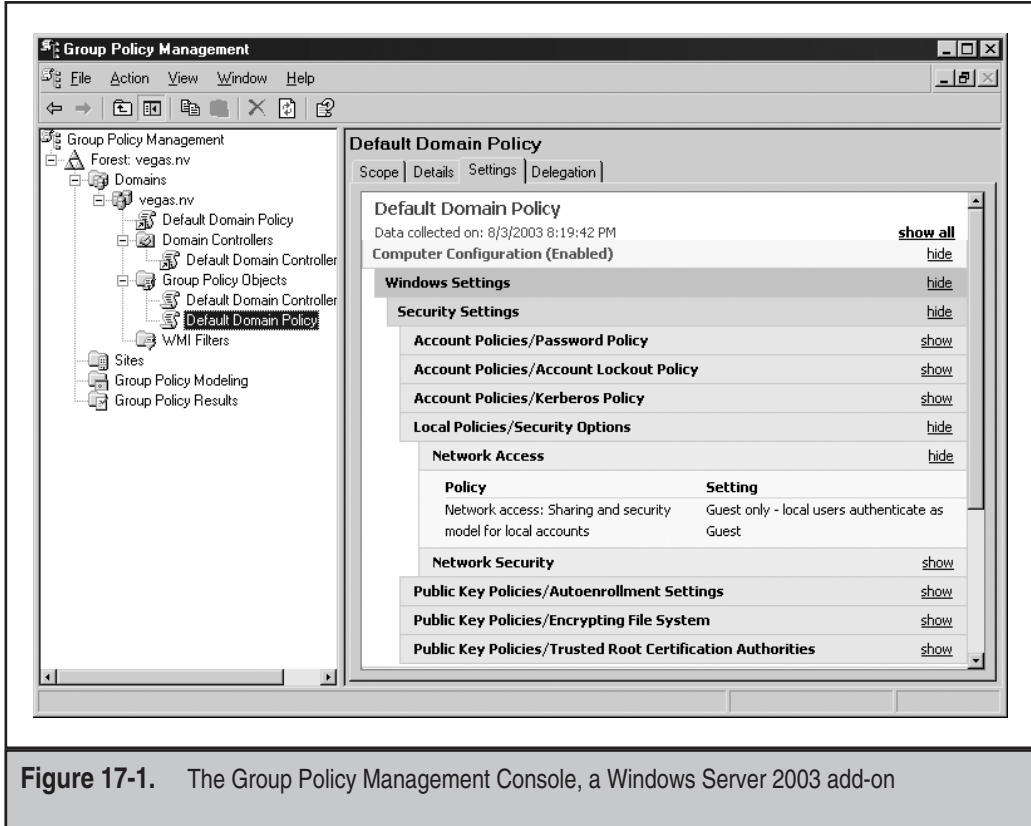 Group Policy Management
File Action View Window Help
Group Policy Management
Forest: vegas.nv
Domains
vegas.nv
Default Domain Policy
Domain Controllers
Default Domain Controller
Group Policy Objects
Default Domain Controller
Default Domain Policy
WMI Filters
Sites
Group Policy Modeling
Group Policy Results
Default Domain Policy
Scope Details Settings Delegation
Default Domain Policy
Data collected on: 8/3/2003 8:19:42 PM show all
Computer Configuration (Enabled) hide
Windows Settings hide
Security Settings hide
Account Policies/Password Policy show
Account Policies/Account Lockout Policy show
Account Policies/Kerberos Policy show
Local Policies/Security Options hide
Network Access hide
Policy Setting
Network access: Sharing and security Guest only - local users authenticate as
model for local accounts Guest
Network Security show
Public Key Policies/Autoenrollment Settings show
Public Key Policies/Encrypting File System show
Public Key Policies/Trusted Root Certification Authorities show
Figure 17-1. The Group Policy Management Console, a Windows Server 2003 add-on